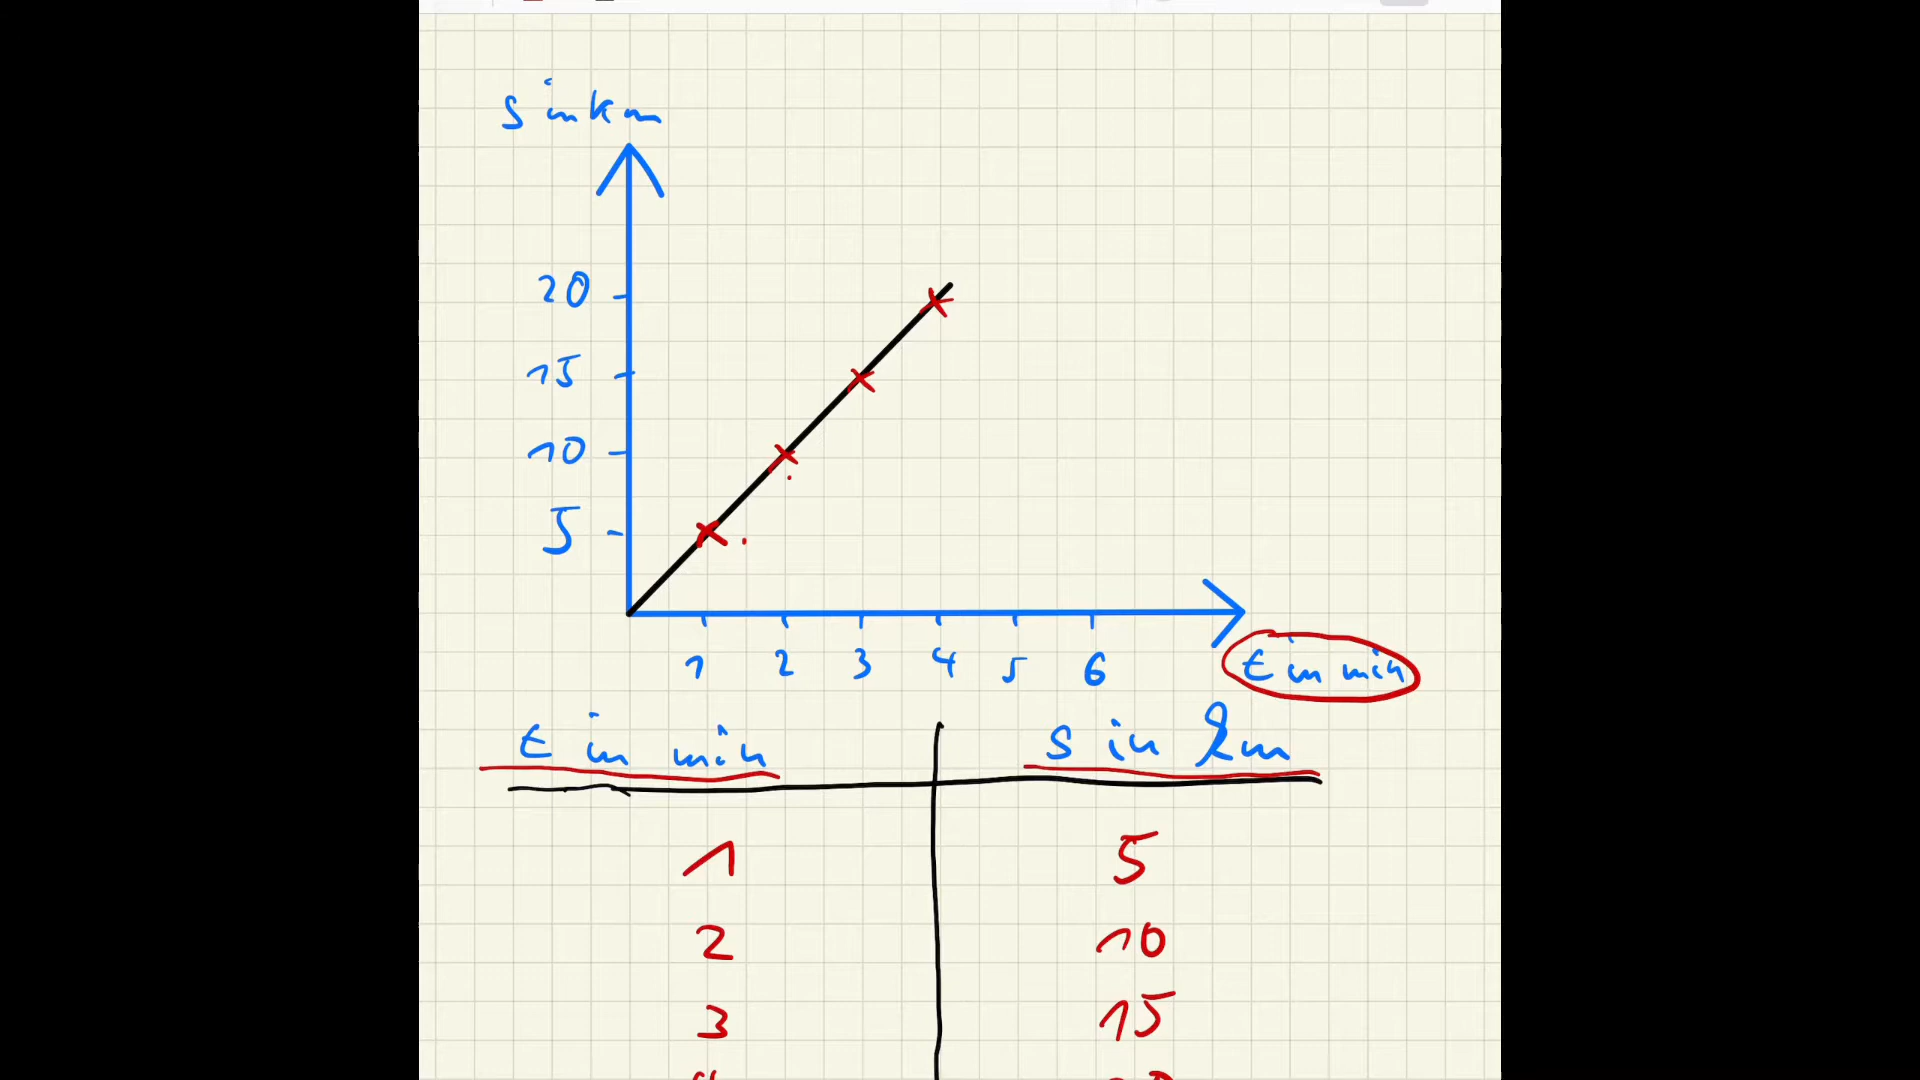 s in km
20
15
10
5
1 2 3 4 5 6
t in min
t in min s in km
1 5
2 10
3 15